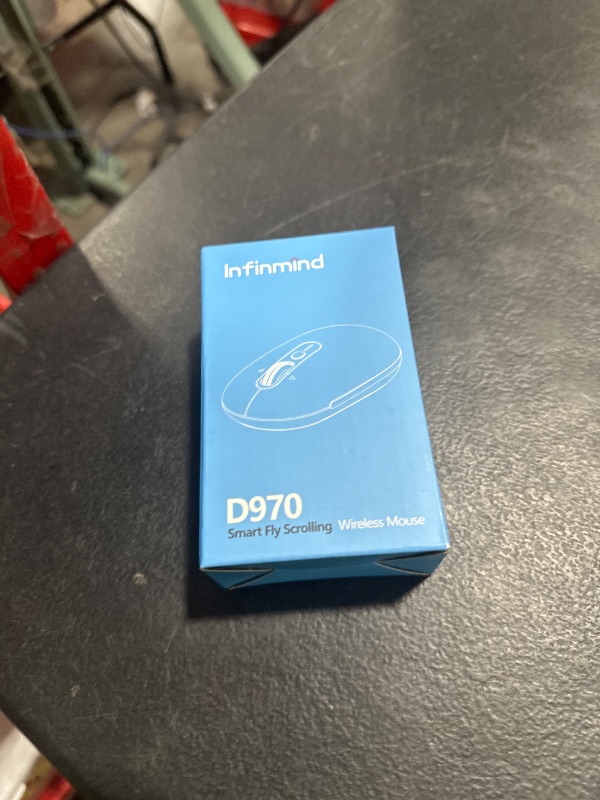 Infinmind
D970
Smart Fly Scrolling Wireless Mouse